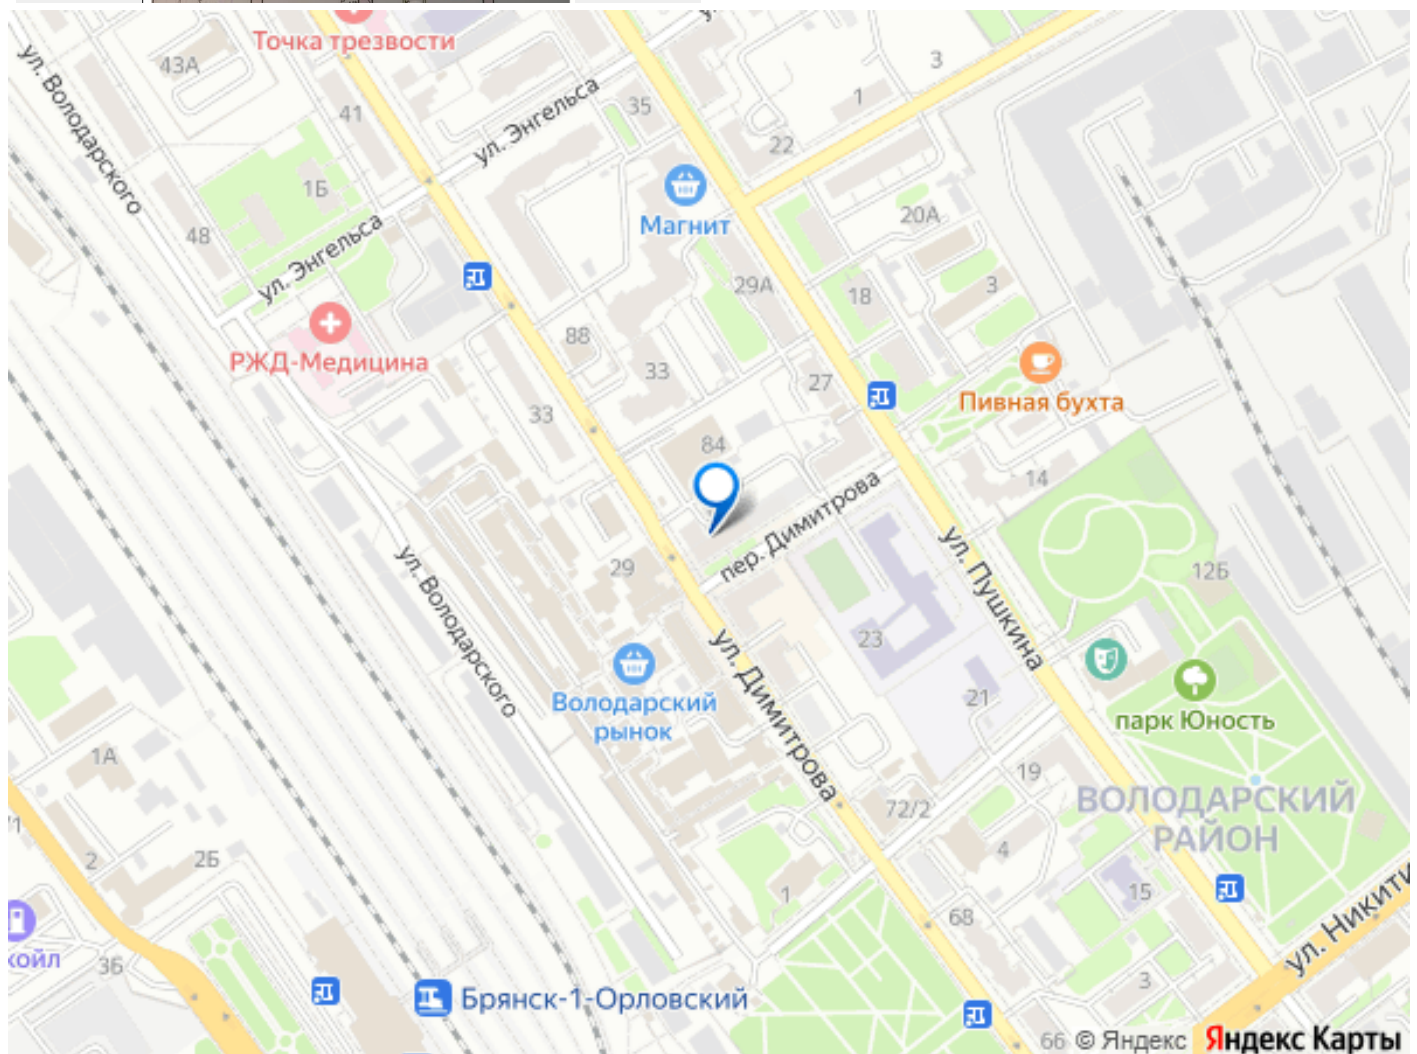 Точка трезвости
ул. Володарского
43А
3
41
35
1
ул. Энгельса
22
1Б
Магнит
20А
48
ул. Энгельса
29А
18
3
РЖД-Медицина
88
33
27
Пивная бухта
33
84
14
пер. Димитрова
ул. Володарского
29
ул. Пушкина
12Б
23
Володарский
рынок
ул. Димитрова
21
парк Юность
1А
19
ВОЛОДАРСКИЙ
РАЙОН
72/2
2
2Б
4
1
15
68
ул. Никити
койл
3Б
3
Брянск-1-Орловский
66
© Яндекс
Яндекс Карты